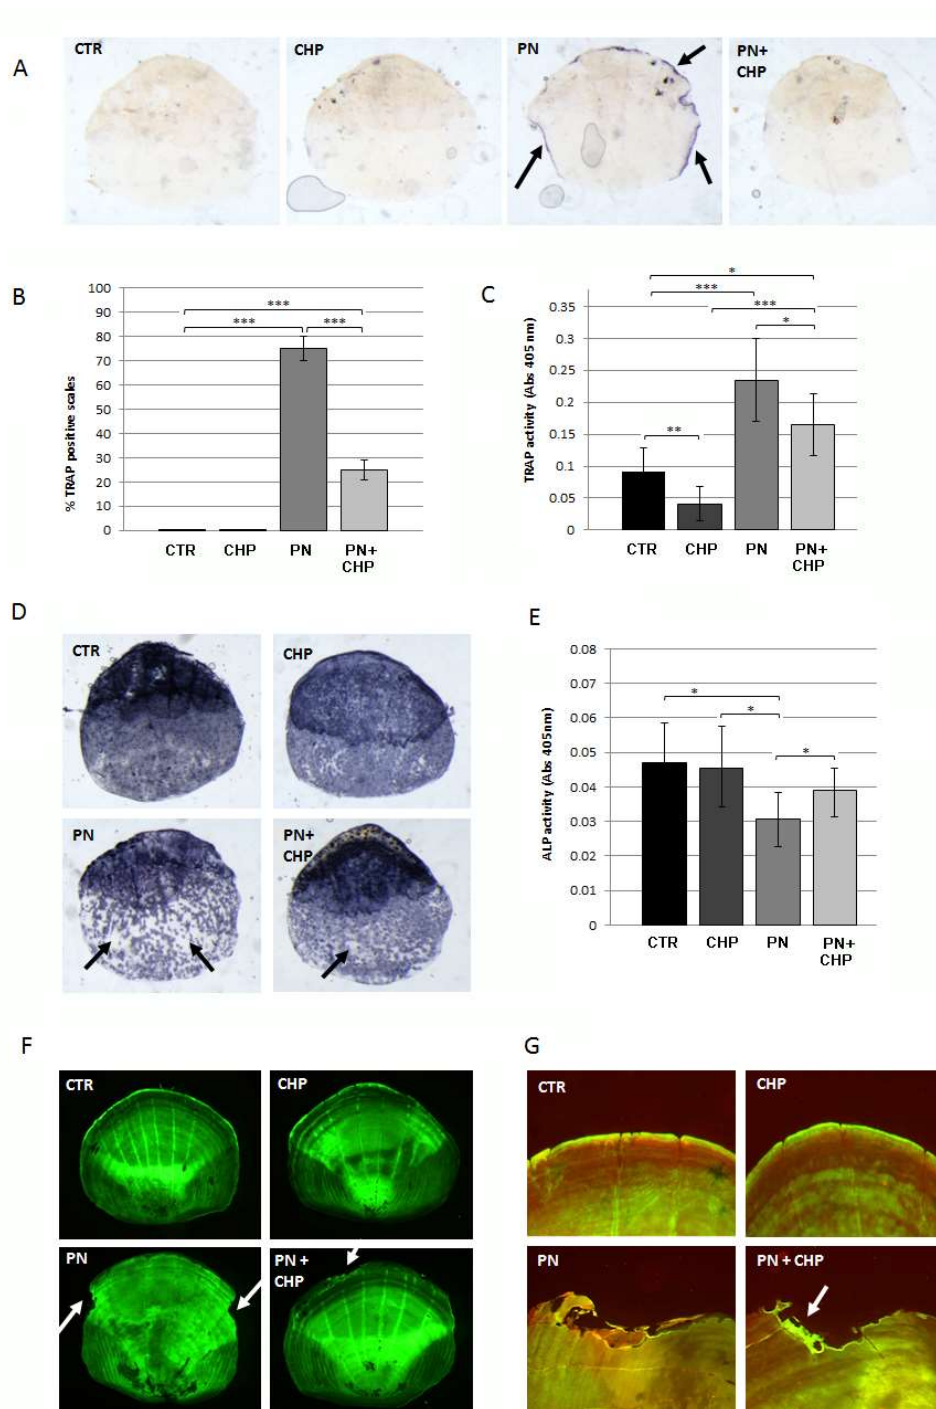 A
CTR
CHP
PN
PN+
CHP
B
% TRAP positive scales
100
90
80
70
60
50
40
30
20
10
0
***
***
***
CTR
CHP
PN
PN+
CHP
C
TRAP activity (Abs 405 nm)
0.35
0.3
0.25
0.2
0.15
0.1
0.05
0
*
***
***
*
**
CTR
CHP
PN
PN+
CHP
D
CTR
CHP
PN
PN+
CHP
E
ALP activity (Abs 405nm)
0.08
0.07
0.06
0.05
0.04
0.03
0.02
0.01
0
*
*
*
CTR
CHP
PN
PN+
CHP
F
CTR
CHP
PN
PN +
CHP
G
CTR
CHP
PN
PN + CHP